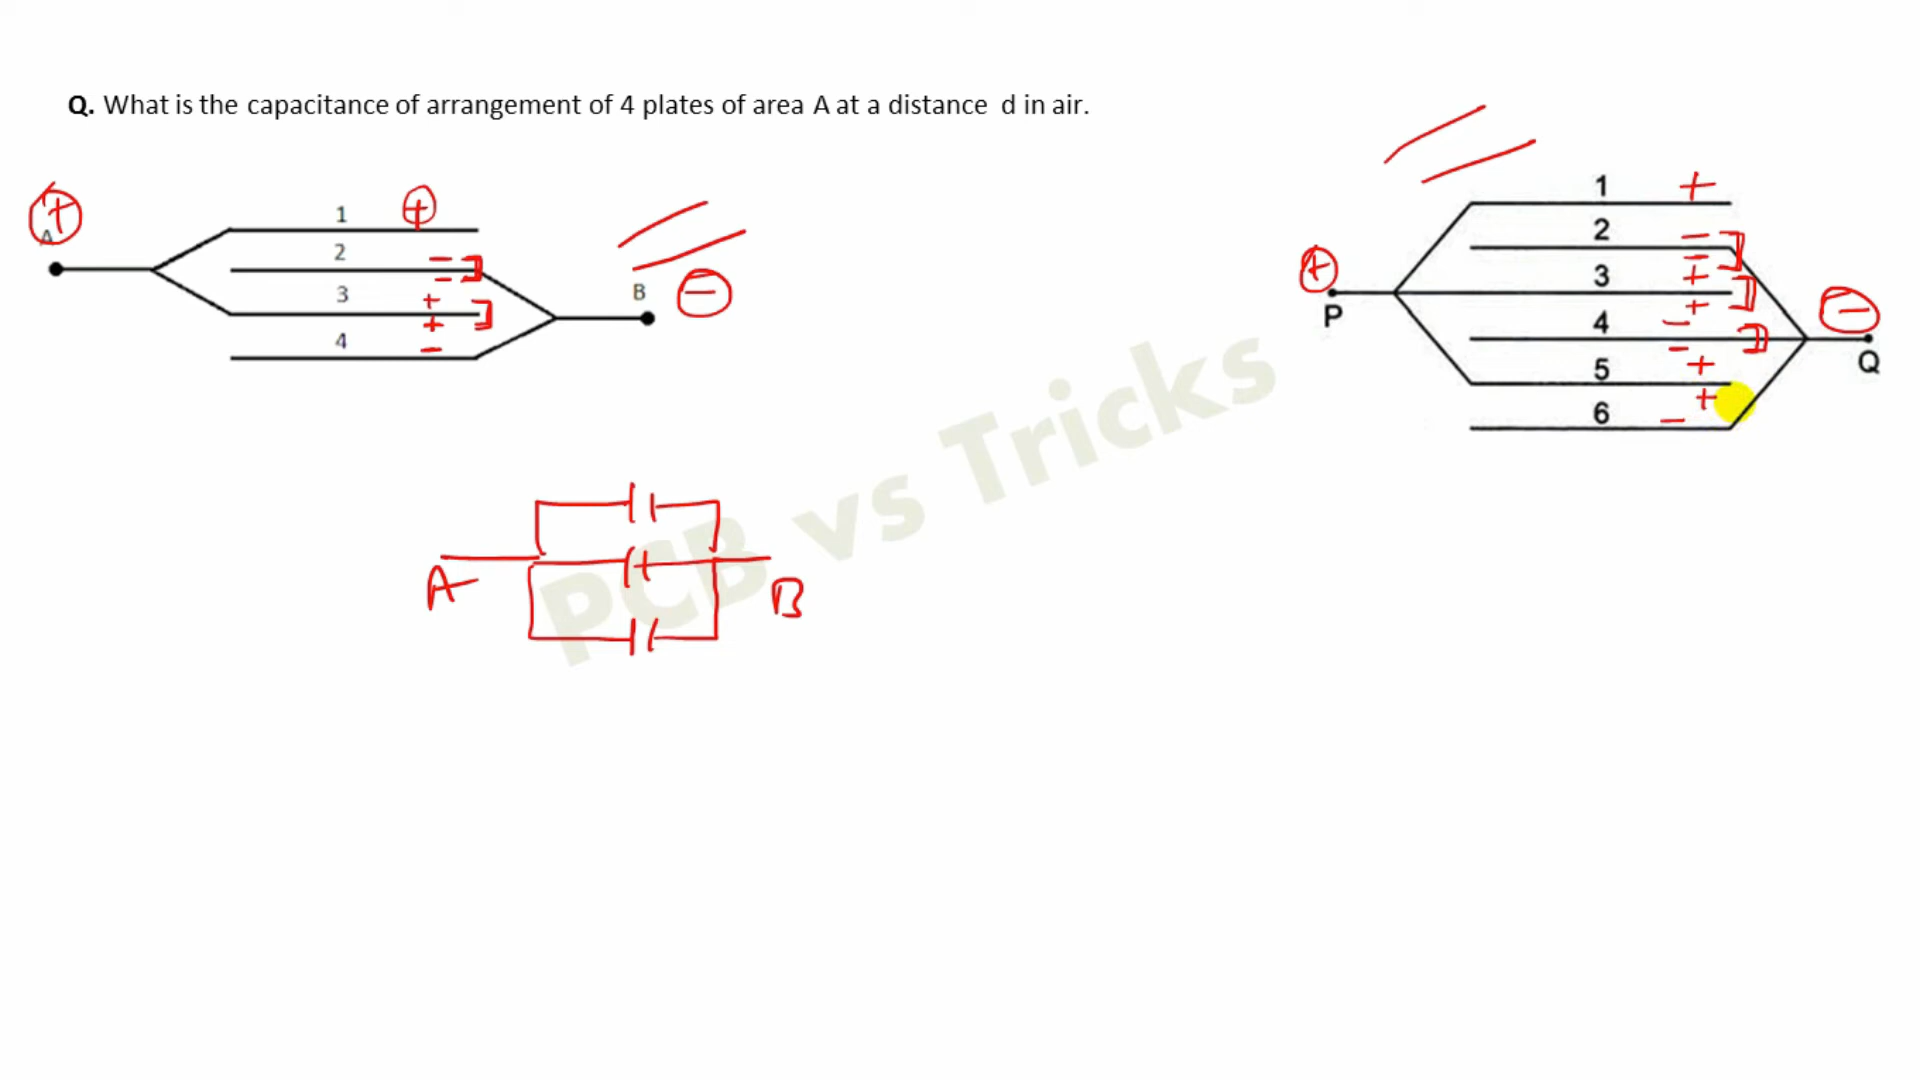 Q. What is the capacitance of arrangement of 4 plates of area A at a distance d in air.
+
A
1 +
2 - -
3 + +
4 -
B -
+
P
1 +
2 - -
3 + +
4 - -
5 + +
6 -
-
Q
A
B
PCB vs Tricks